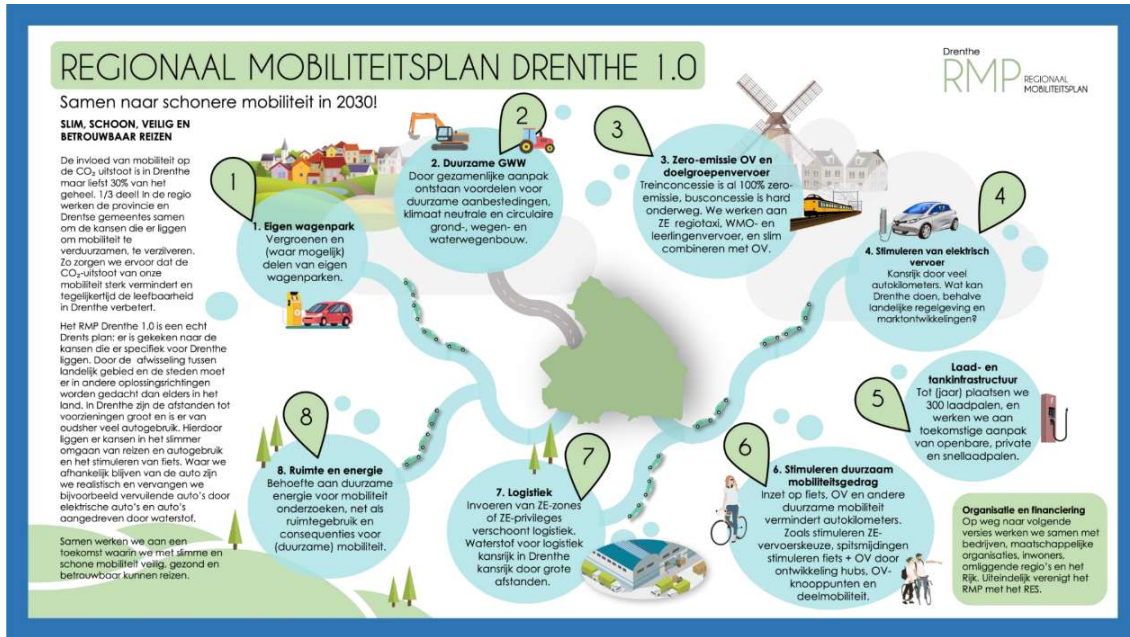 REGIONAAL MOBILITEITSPLAN DRENTHE 1.0
Drenthe
RMP REGIONAAL
MOBILITEITSPLAN
Samen naar schonere mobiliteit in 2030!
SLIM, SCHOON, VEILIG EN
BETROUWBAAR REIZEN
De invloed van mobiliteit op
de CO₂ uitstoot is in Drenthe
maar liefst 30% van het
geheel. 1/3 deel! In de regio
werken de provincie en
Drentse gemeentes samen
om de kansen die er liggen
om mobiliteit te
verduurzamen, te verzilveren.
Zo zorgen we ervoor dat de
CO₂-uitstoot van onze
mobiliteit sterk vermindert en
tegelijkertijd de leefbaarheid
in Drenthe verbetert.
Het RMP Drenthe 1.0 is een echt
Drents plan: er is gekeken naar de
kansen die er specifiek voor Drenthe
liggen. Door de afwisseling tussen
landelijk gebied en de steden moet
er in andere oplossingsrichtingen
worden gedacht dan elders in het
land. In Drenthe zijn de afstanden tot
voorzieningen groot en is er van
oudsher veel autogebruik. Hierdoor
liggen er kansen in het slimmer
omgaan van reizen en autogebruik
en het stimuleren van fiets. Waar we
afhankelijk blijven van de auto zijn
we realistisch en vervangen we
bijvoorbeeld vervuilende auto's door
elektrische auto's en auto's
aangedreven door waterstof.
Samen werken we aan een
toekomst waarin we met slimme en
schone mobiliteit veilig, gezond en
betrouwbaar kunnen reizen.
1
1. Eigen wagenpark
Vergroenen en
(waar mogelijk)
delen van eigen
wagenparken.
2
2. Duurzame GWW
Door gezamenlijke aanpak
ontstaan voordelen voor
duurzame aanbestedingen,
klimaat neutrale en circulaire
grond-, wegen- en
waterwegenbouw.
3
3. Zero-emissie OV en
doelgroepenvervoer
Treinconcessie is al 100% zero-
emissie, busconcessie is hard
onderweg. We werken aan
ZE regiotaxi, WMO- en
leerlingenvervoer, en slim
combineren met OV.
4
4. Stimuleren van elektrisch
vervoer
Kansrijk door veel
autokilometers. Wat kan
Drenthe doen, behalve
landelijke regelgeving en
marktontwikkelingen?
5
Laad- en
tankinfrastructuur
Tot (jaar) plaatsen we
300 laadpalen, en
werken we aan
toekomstige aanpak
van openbare, private
en snellaadpalen.
6
6. Stimuleren duurzaam
mobiliteitsgedrag
Inzet op fiets, OV en andere
duurzame mobiliteit
vermindert autokilometers.
Zoals stimuleren ZE-
vervoerskeuze, spitsmijdingen
stimuleren fiets + OV door
ontwikkeling hubs, OV-
knooppunten en
deelmobiliteit.
7
7. Logistiek
Invoeren van ZE-zones
of ZE-privileges
verschoont logistiek.
Waterstof voor logistiek
kansrijk in Drenthe
kansrijk door grote
afstanden.
8
8. Ruimte en energie
Behoefte aan duurzame
energie voor mobiliteit
onderzoeken, net als
ruimtegebruik en
consequenties voor
(duurzame) mobiliteit.
Organisatie en financiering
Op weg naar volgende
versies werken we samen met
bedrijven, maatschappelijke
organisaties, inwoners,
omliggende regio's en het
Rijk. Uiteindelijk verenigt het
RMP met het RES.